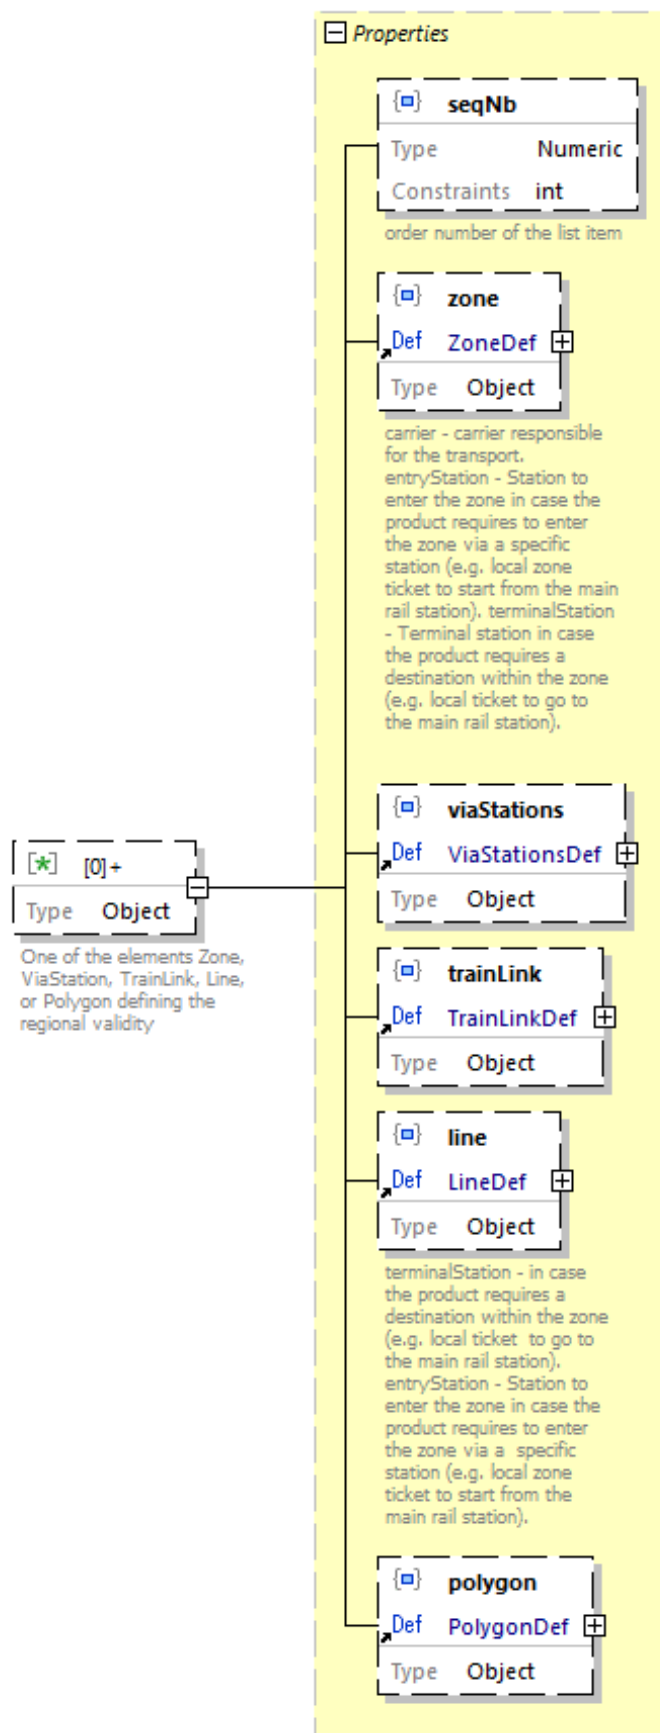 Properties
seqNb
Type Numeric
Constraints int
order number of the list item
zone
Def ZoneDef
Type Object
carrier - carrier responsible
for the transport.
entryStation - Station to
enter the zone in case the
product requires to enter
the zone via a specific
station (e.g. local zone
ticket to start from the main
rail station). terminalStation
- Terminal station in case
the product requires a
destination within the zone
(e.g. local ticket to go to
the main rail station).
viaStations
Def ViaStationsDef
Type Object
[*] [0]+
Type Object
One of the elements Zone,
ViaStation, TrainLink, Line,
or Polygon defining the
regional validity
trainLink
Def TrainLinkDef
Type Object
line
Def LineDef
Type Object
terminalStation - in case
the product requires a
destination within the zone
(e.g. local ticket to go to
the main rail station).
entryStation - Station to
enter the zone in case the
product requires to enter
the zone via a specific
station (e.g. local zone
ticket to start from the
main rail station).
polygon
Def PolygonDef
Type Object